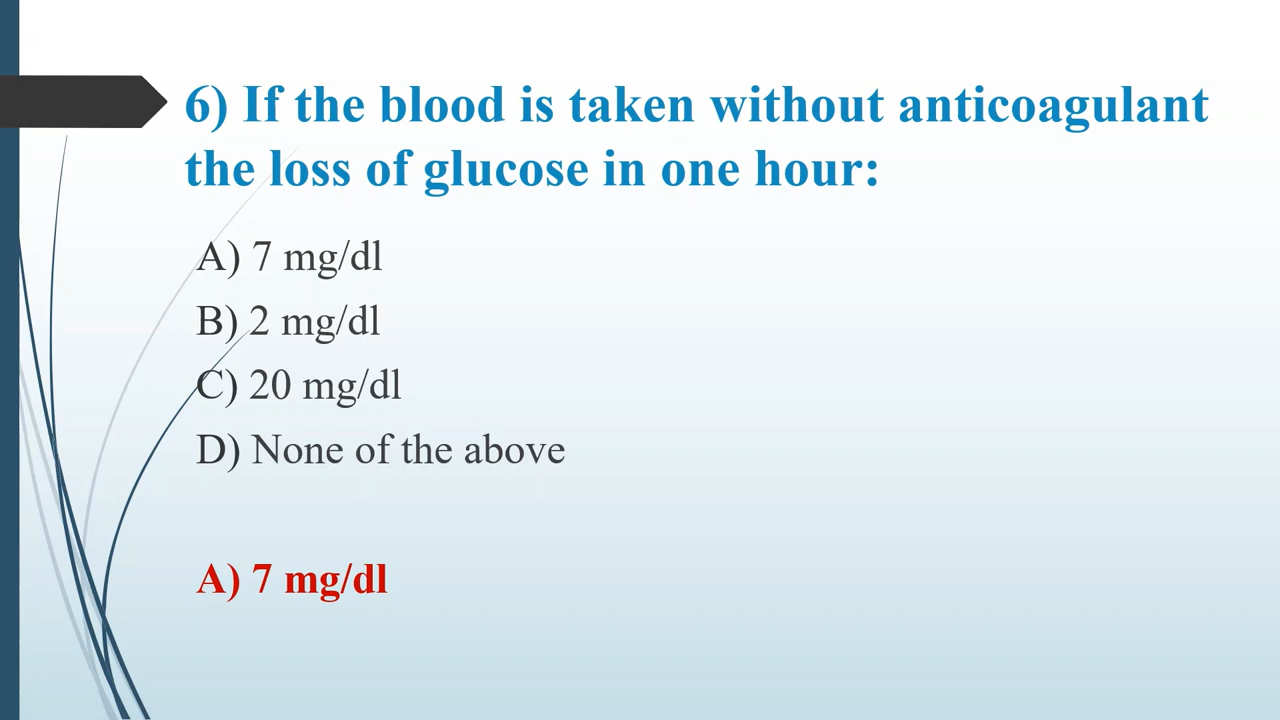 6) If the blood is taken without anticoagulant
the loss of glucose in one hour:
A) 7 mg/dl
B) 2 mg/dl
C) 20 mg/dl
D) None of the above
A) 7 mg/dl